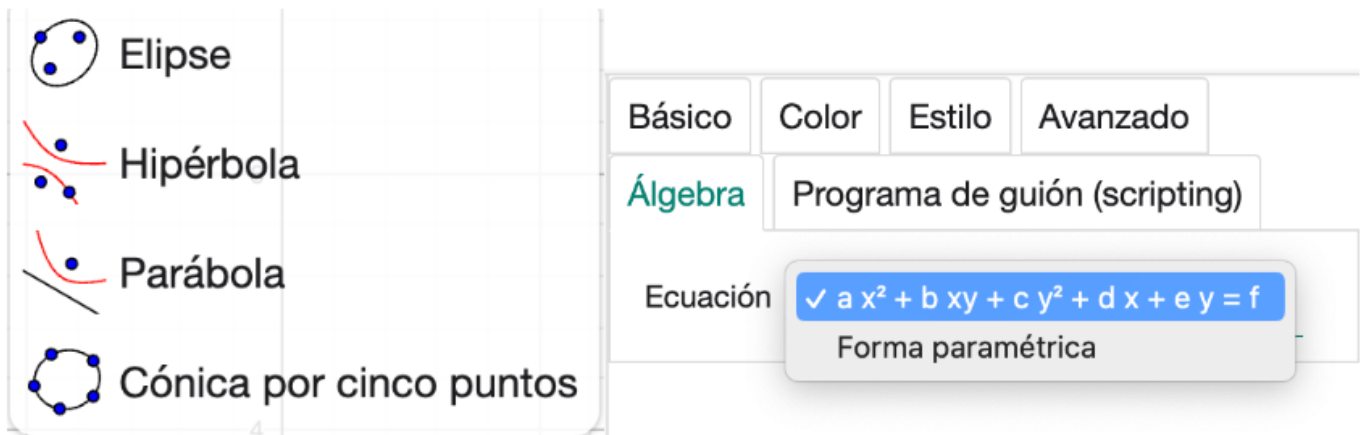 Elipse
Hipérbola
Parábola
Cónica por cinco puntos
4
Básico
Color
Estilo
Avanzado
Álgebra
Programa de guión (scripting)
Ecuación
✓ a x² + b xy + c y² + d x + e y = f
Forma paramétrica